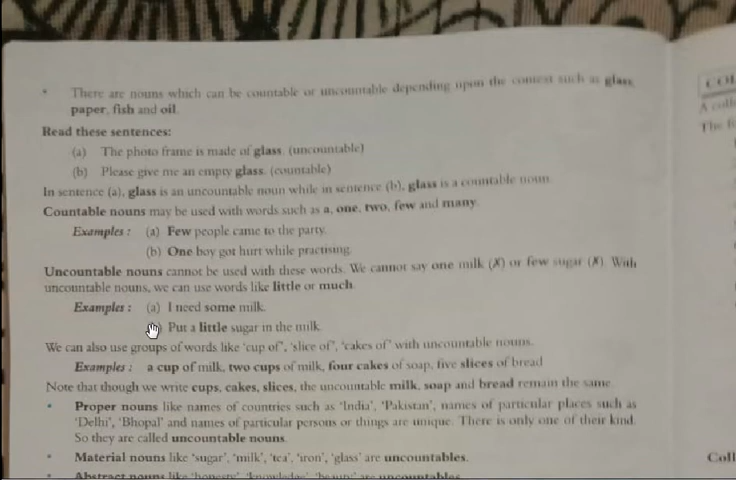 • There are nouns which can be countable or uncountable depending upon the context such as glass,
paper, fish and oil.
Read these sentences:
(a) The photo frame is made of glass. (uncountable)
(b) Please give me an empty glass. (countable)
In sentence (a), glass is an uncountable noun while in sentence (b), glass is a countable noun.
Countable nouns may be used with words such as a, one, two, few and many.
Examples : (a) Few people came to the party.
(b) One boy got hurt while practising.
Uncountable nouns cannot be used with these words. We cannot say one milk (✗) or few sugar (✗). With
uncountable nouns, we can use words like little or much.
Examples : (a) I need some milk.
Put a little sugar in the milk.
We can also use groups of words like 'cup of', 'slice of', 'cakes of' with uncountable nouns.
Examples : a cup of milk, two cups of milk, four cakes of soap, five slices of bread
Note that though we write cups, cakes, slices, the uncountable milk, soap and bread remain the same.
• Proper nouns like names of countries such as 'India', 'Pakistan', names of particular places such as
'Delhi', 'Bhopal' and names of particular persons or things are unique. There is only one of their kind.
So they are called uncountable nouns.
• Material nouns like 'sugar', 'milk', 'tea', 'iron', 'glass' are uncountables.
• Abstract nouns like 'honesty', 'knowledge', 'beauty' are uncountables.
COL
A coll
The fo
Coll